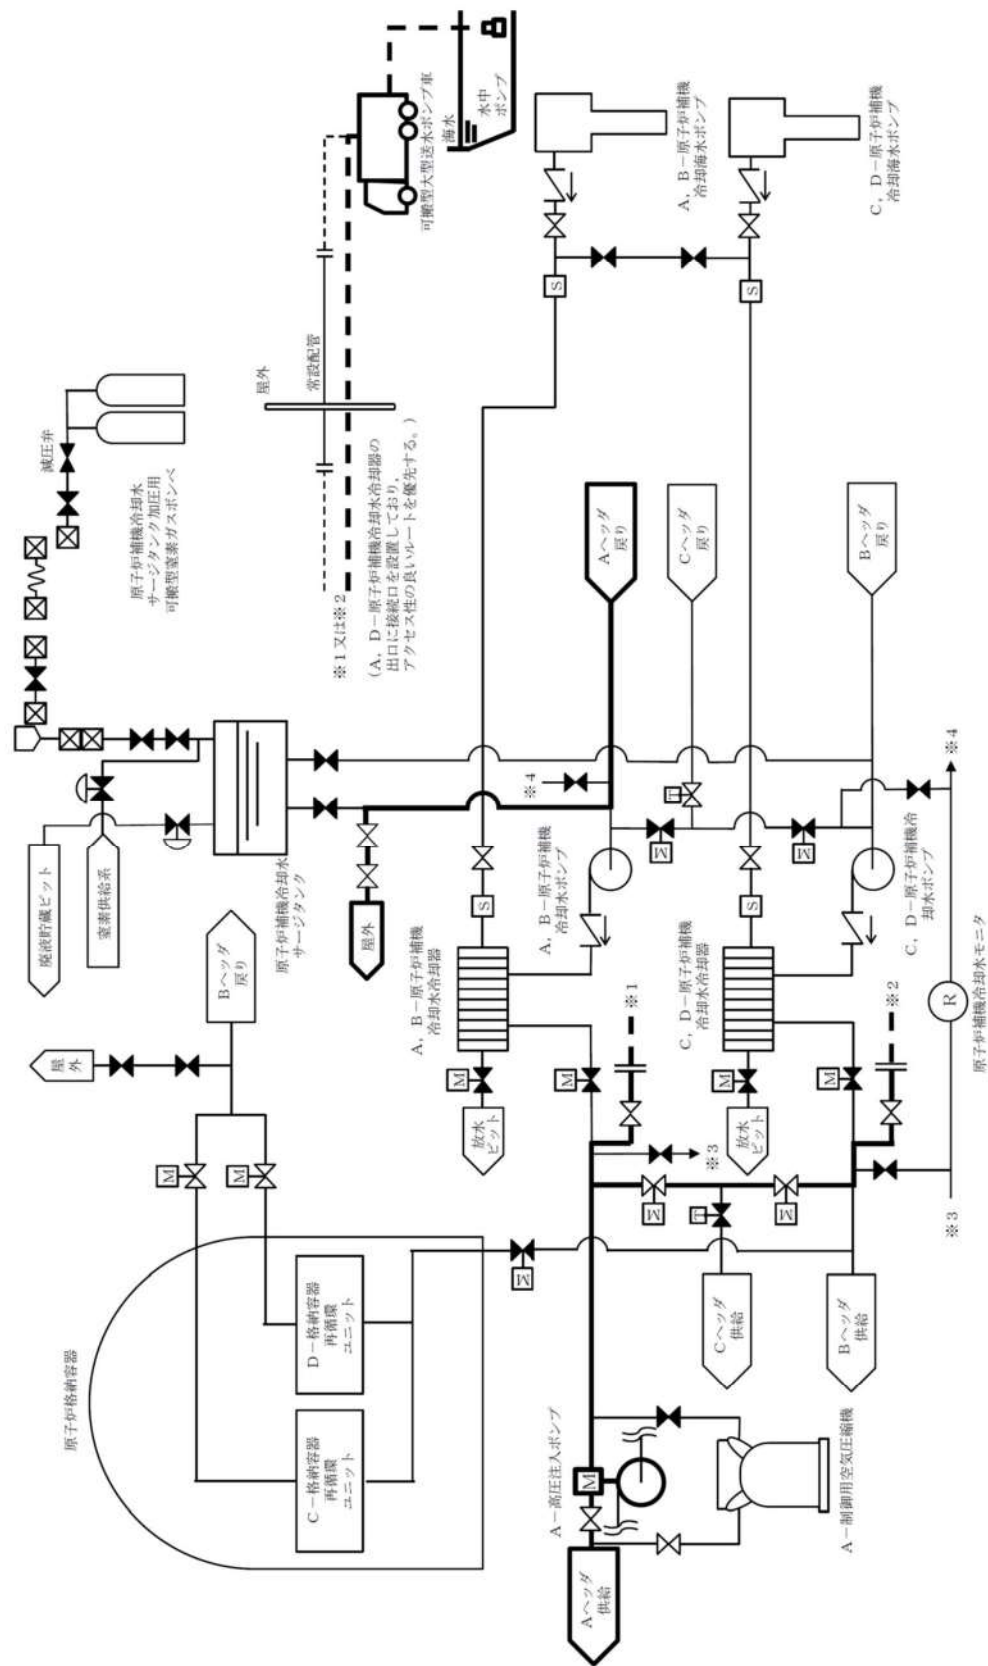 原子炉格納容器
C－格納容器
再循環
ユニット
D－格納容器
再循環
ユニット
M
M
屋
外
Bヘッダ
戻り
廃液貯蔵ピット
窒素供給系
原子炉補機冷却水
サージタンク
減圧弁
原子炉補機冷却水
サージタンク加圧用
可搬型窒素ガスボンベ
屋外
常設配管
※1又は※2
(A, D－原子炉補機冷却水冷却器の
出口に接続口を設置しており,
アクセス性の良いルートを優先する。)
可搬型大型送水ポンプ車
海水
水中
ポンプ
M
放水
ピット
A, B－原子炉補機
冷却水冷却器
S
屋外
S
A, B－原子炉補機
冷却海水ポンプ
M
M
※1
※3
A, B－原子炉補機
冷却水ポンプ
※4
Aヘッダ
戻り
Aヘッダ
供給
A－高圧注入ポンプ
M
A－制御用空気圧縮機
M
T
M
Cヘッダ
供給
M
T
M
Cヘッダ
戻り
M
放水
ピット
C, D－原子炉補機
冷却水冷却器
S
S
C, D－原子炉補機
冷却海水ポンプ
Bヘッダ
供給
M
※2
C, D－原子炉補機冷
却水ポンプ
Bヘッダ
戻り
※3
R
原子炉補機冷却水モニタ
※4